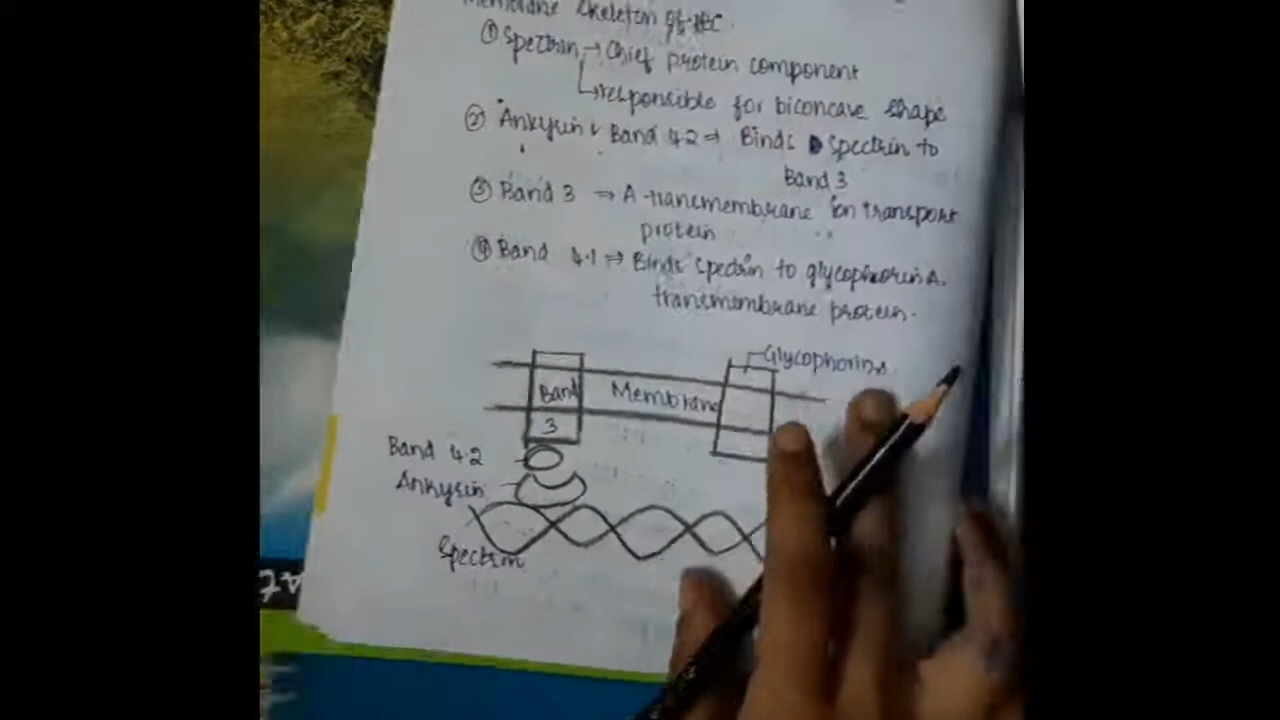 Membrane skeleton of RBC
① Spectrin → Chief protein component
↳ responsible for biconcave shape
② Ankyrin & Band 4.2 ⇒ Binds spectrin to
Band 3
③ Band 3 ⇒ A transmembrane ion transport
protein
④ Band 4.1 ⇒ Binds spectrin to glycophorin A.
transmembrane protein.
Glycophorin A
Band
3
Membrane
Band 4.2
Ankyrin
Spectrin